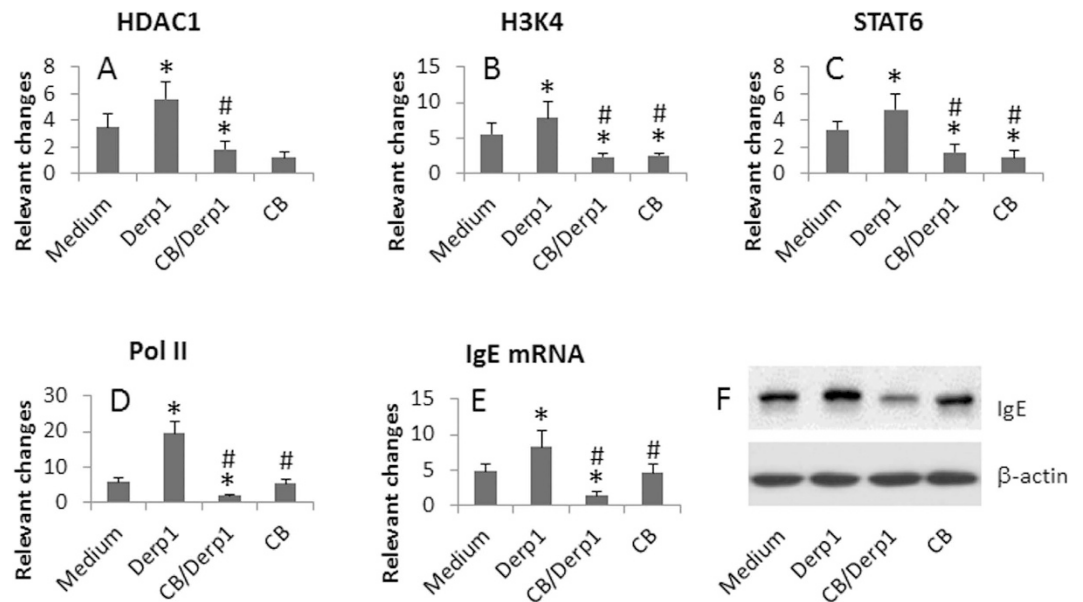 HDAC1
A
Relevant changes
8
6
4
2
0
*
#
*
Medium
Derp1
CB/Derp1
CB
H3K4
B
Relevant changes
15
10
5
0
*
#
*
#
*
Medium
Derp1
CB/Derp1
CB
STAT6
C
Relevant changes
8
6
4
2
0
*
#
*
#
*
Medium
Derp1
CB/Derp1
CB
Pol II
D
Relevant changes
30
20
10
0
*
#
*
#
Medium
Derp1
CB/Derp1
CB
IgE mRNA
E
Relevant changes
15
10
5
0
*
#
*
#
Medium
Derp1
CB/Derp1
CB
F
IgE
β-actin
Medium
Derp1
CB/Derp1
CB